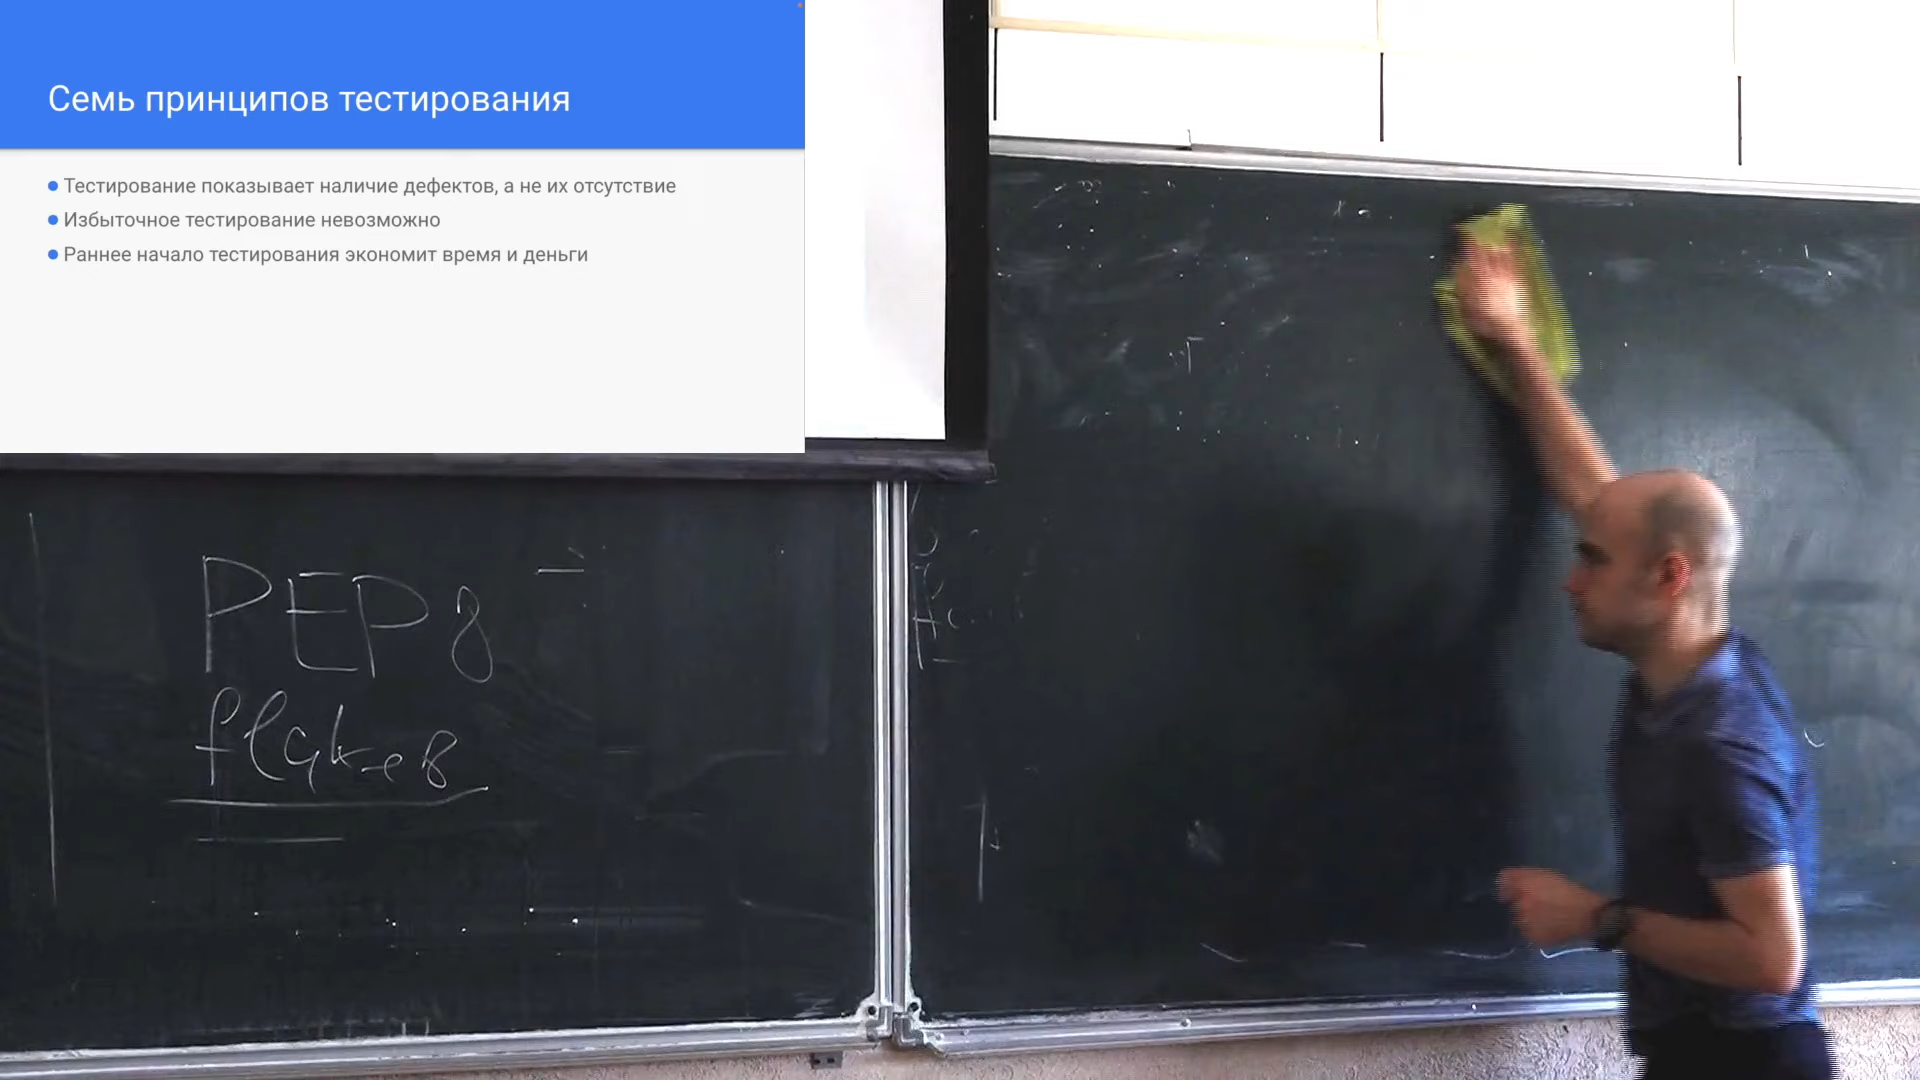 Семь принципов тестирования
Тестирование показывает наличие дефектов, а не их отсутствие
Избыточное тестирование невозможно
Раннее начало тестирования экономит время и деньги
PEP8
flake8